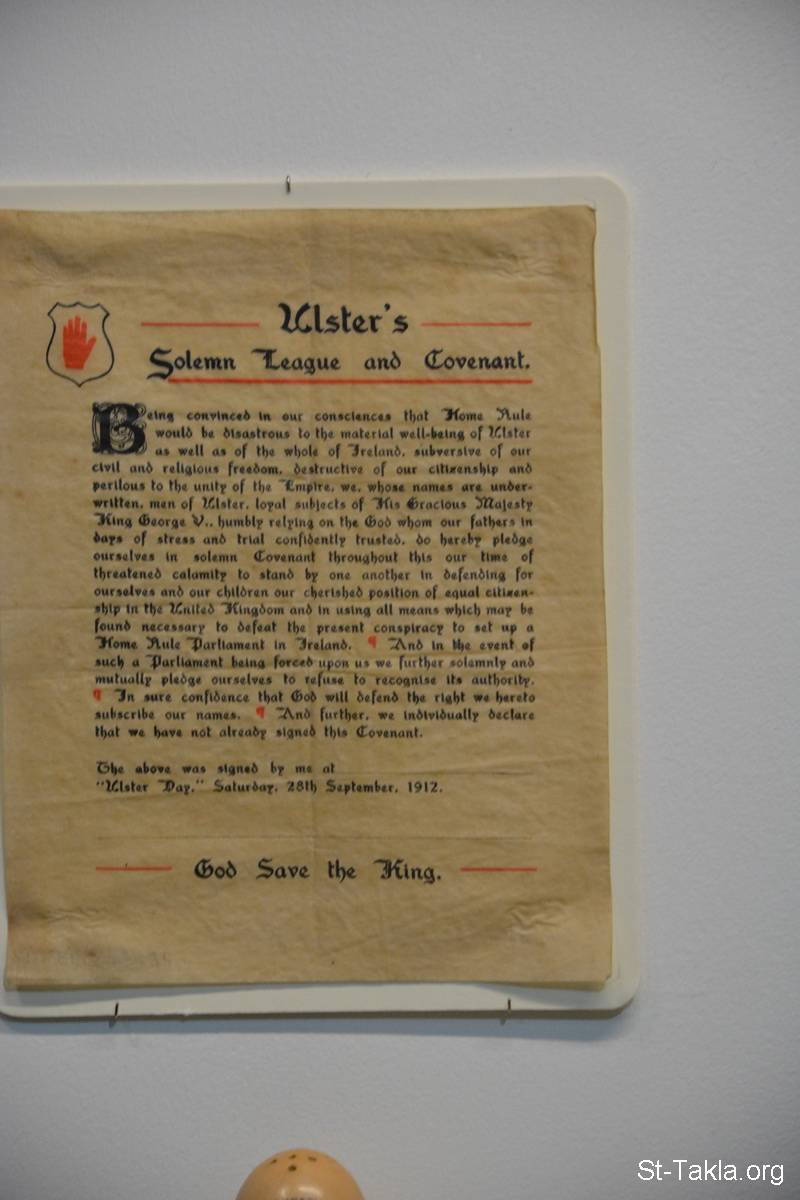 Ulster's
Solemn League and Covenant.
Being convinced in our consciences that Home Rule
would be disastrous to the material well-being of Ulster
as well as of the whole of Ireland, subversive of our
civil and religious freedom, destructive of our citizenship and
perilous to the unity of the Empire, we, whose names are under-
written, men of Ulster, loyal subjects of His Gracious Majesty
King George V., humbly relying on the God whom our fathers in
days of stress and trial confidently trusted, do hereby pledge
ourselves in solemn Covenant throughout this our time of
threatened calamity to stand by one another in defending for
ourselves and our children our cherished position of equal citizen-
ship in the United Kingdom and in using all means which may be
found necessary to defeat the present conspiracy to set up a
Home Rule Parliament in Ireland. ¶ And in the event of
such a Parliament being forced upon us we further solemnly and
mutually pledge ourselves to refuse to recognise its authority.
¶ In sure confidence that God will defend the right we hereto
subscribe our names. ¶ And further, we individually declare
that we have not already signed this Covenant.
The above was signed by me at
"Ulster Day," Saturday, 28th September, 1912.
God Save the King.
St-Takla.org